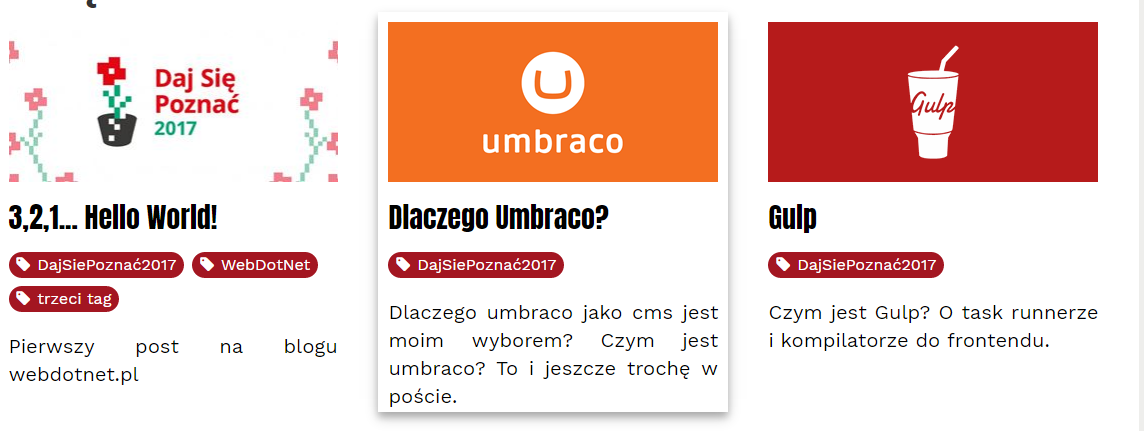 Daj Się
Poznać
2017
3,2,1... Hello World!
DajSiePoznać2017
WebDotNet
trzeci tag
Pierwszy post na blogu
webdotnet.pl
umbraco
Dlaczego Umbraco?
DajSiePoznać2017
Dlaczego umbraco jako cms jest
moim wyborem? Czym jest
umbraco? To i jeszcze trochę w
poście.
Gulp
Gulp
DajSiePoznać2017
Czym jest Gulp? O task runnerze
i kompilatorze do frontendu.